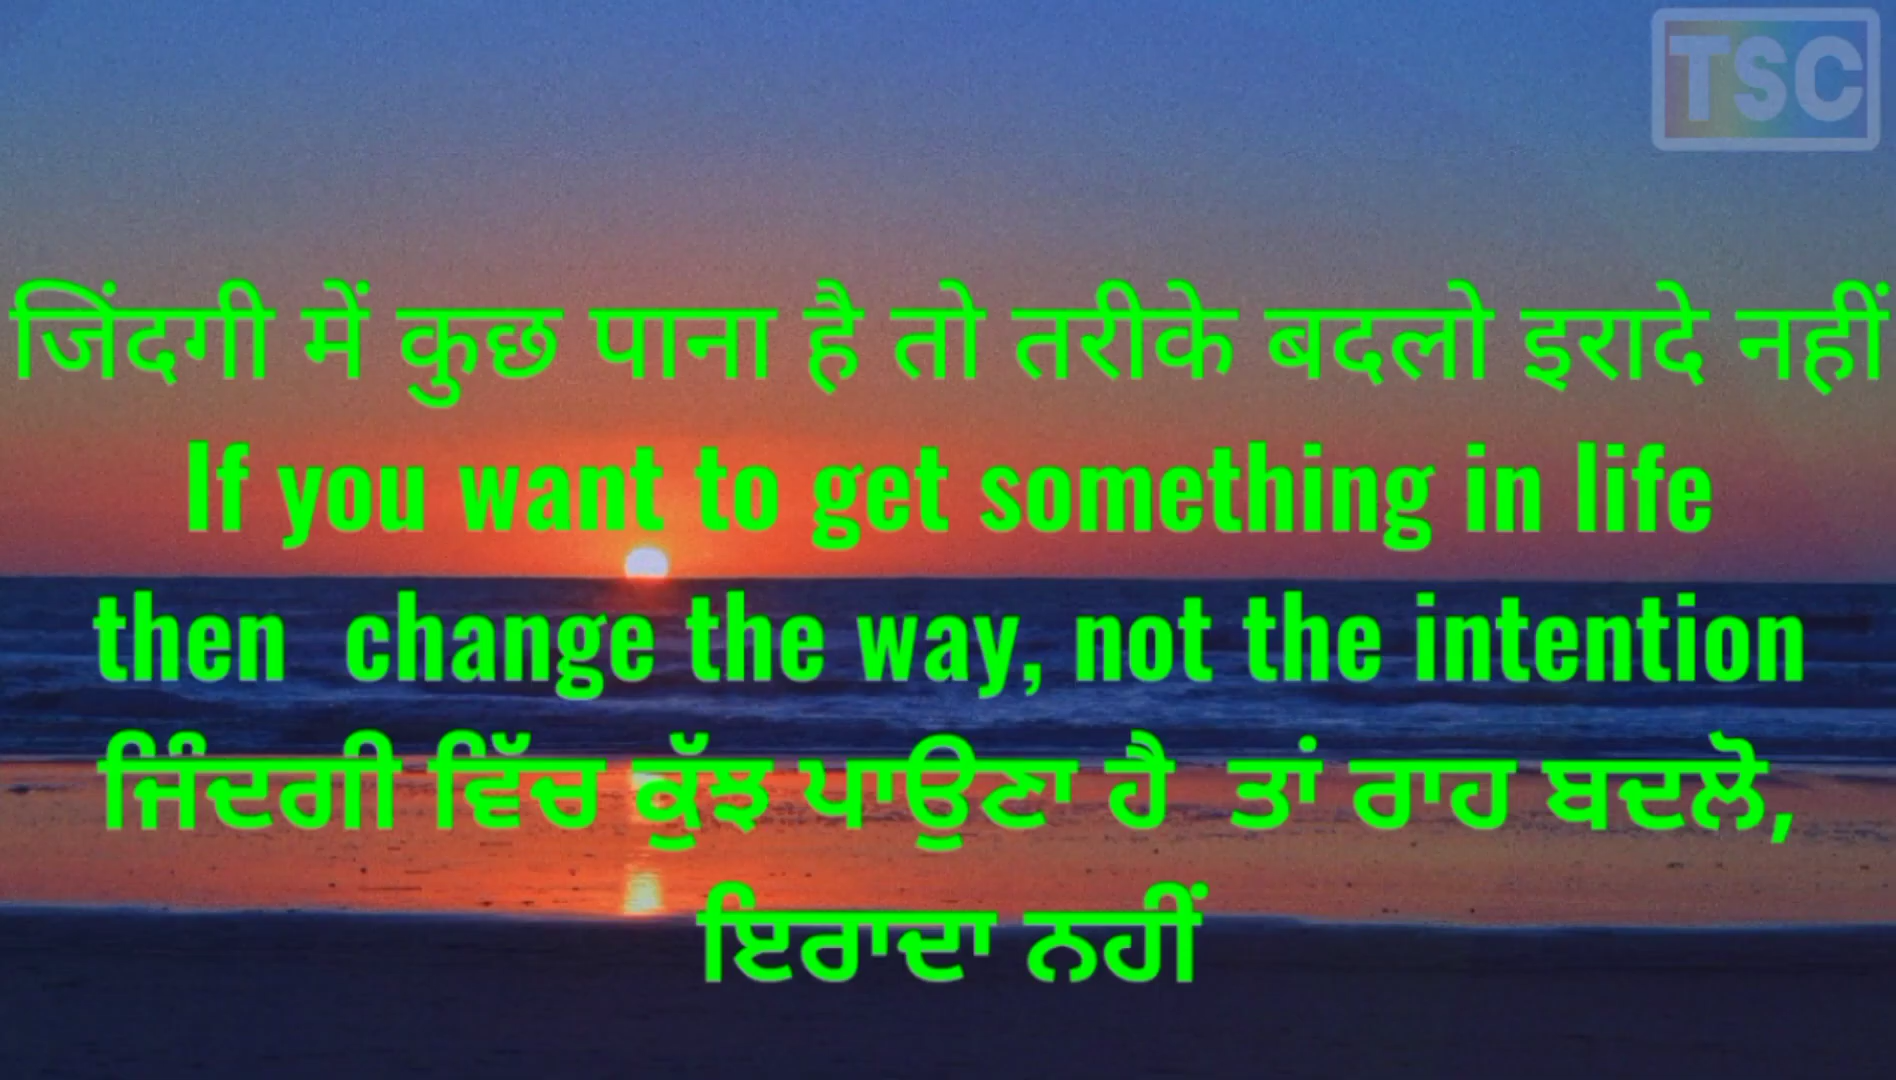 TSC
जिंदगी में कुछ पाना है तो तरीके बदलो इरादे नहीं
If you want to get something in life
then  change the way, not the intention
ਜਿੰਦਗੀ ਵਿੱਚ ਕੁੱਝ ਪਾਉਣਾ ਹੈ  ਤਾਂ ਰਾਹ ਬਦਲੋ,
ਇਰਾਦਾ ਨਹੀਂ